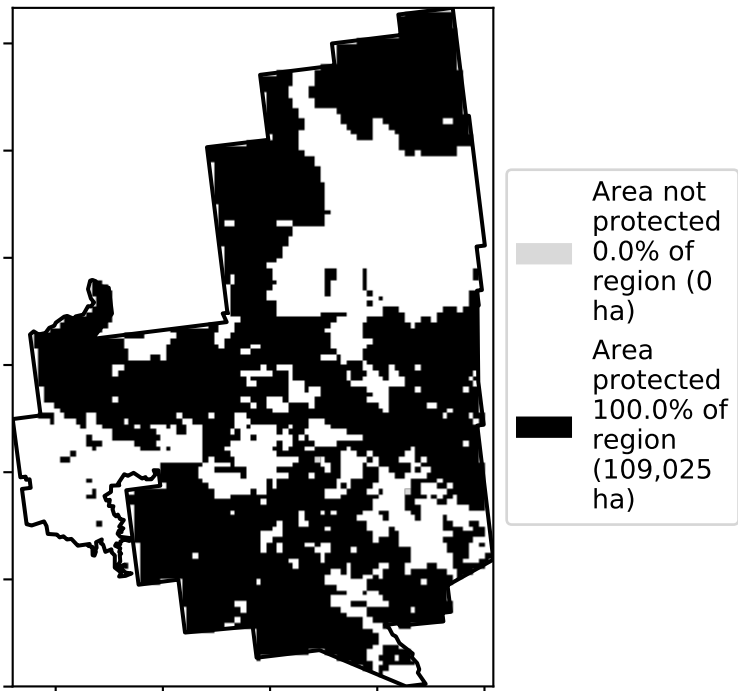 Area not
protected
0.0% of
region (0
ha)
Area
protected
100.0% of
region
(109,025
ha)